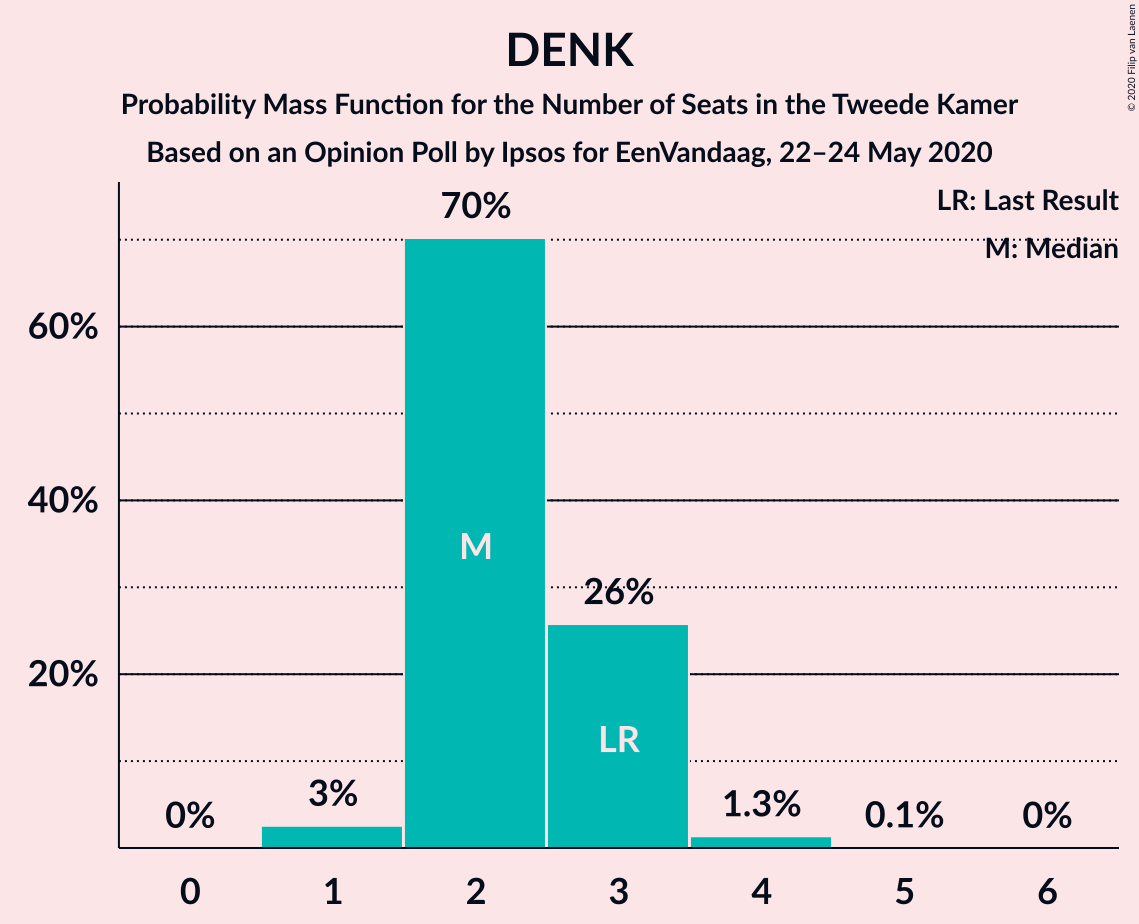 DENK
Probability Mass Function for the Number of Seats in the Tweede Kamer
Based on an Opinion Poll by Ipsos for EenVandaag, 22–24 May 2020
© 2020 Filip van Laenen
LR: Last Result
M: Median
70%
60%
40%
M
26%
20%
LR
0%
3%
1.3%
0.1%
0%
0 1 2 3 4 5 6